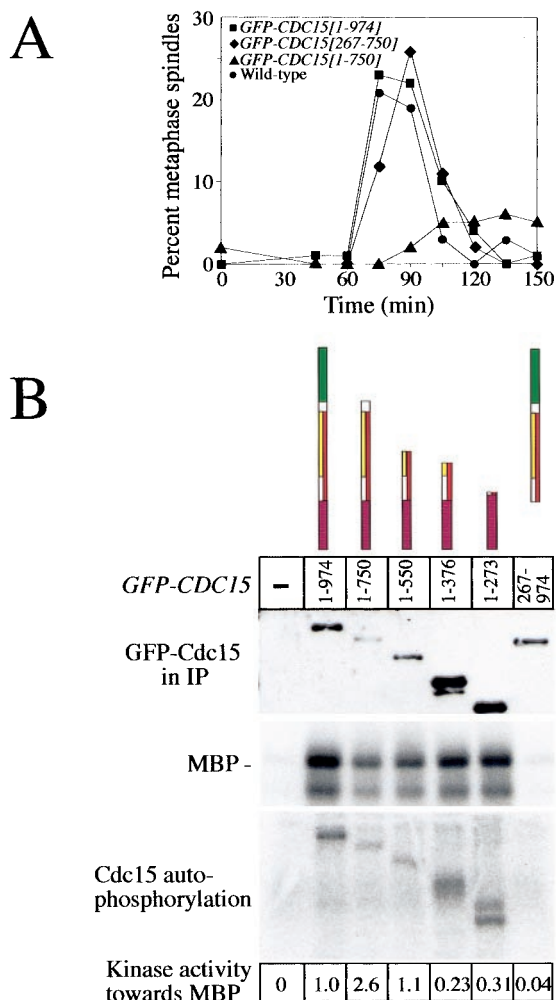 A
Percent metaphase spindles
30
20
10
0
GFP-CDC15[1-974]
GFP-CDC15[267-750]
GFP-CDC15[1-750]
Wild-type
0 30 60 90 120 150
Time (min)
B
GFP-CDC15 - 1-974 1-750 1-550 1-376 1-273 267-974
GFP-Cdc15
in IP
MBP -
Cdc15 auto-
phosphorylation
Kinase activity
towards MBP 0 1.0 2.6 1.1 0.23 0.31 0.04